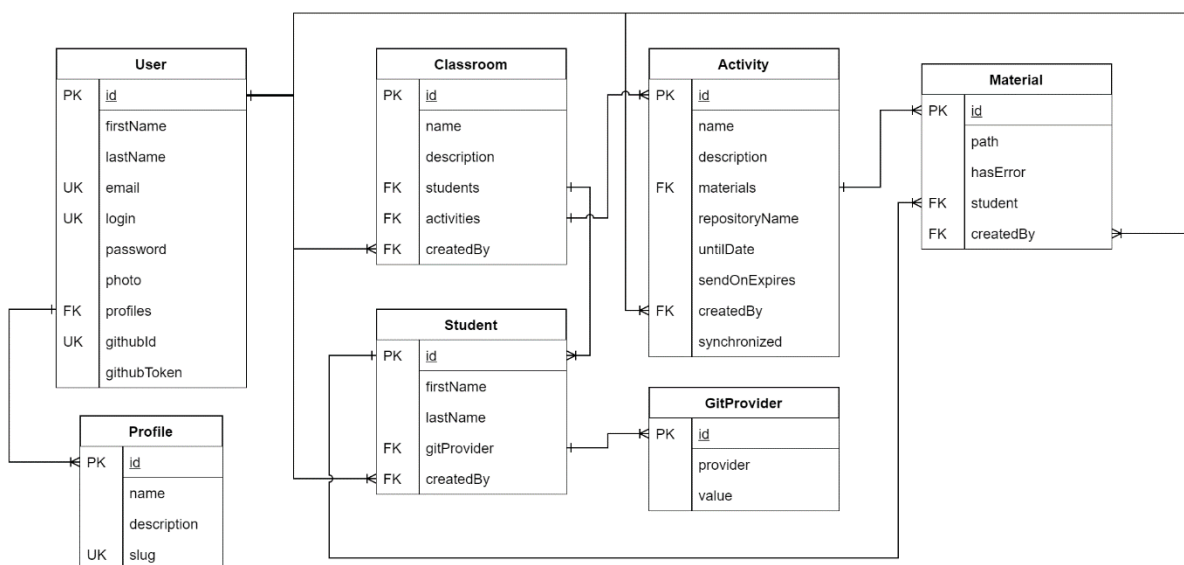 User
PK id
firstName
lastName
UK email
UK login
password
photo
FK profiles
UK githubId
githubToken
Profile
PK id
name
description
UK slug
Classroom
PK id
name
description
FK students
FK activities
FK createdBy
Student
PK id
firstName
lastName
FK gitProvider
FK createdBy
Activity
PK id
name
description
FK materials
repositoryName
untilDate
sendOnExpires
FK createdBy
synchronized
GitProvider
PK id
provider
value
Material
PK id
path
hasError
FK student
FK createdBy